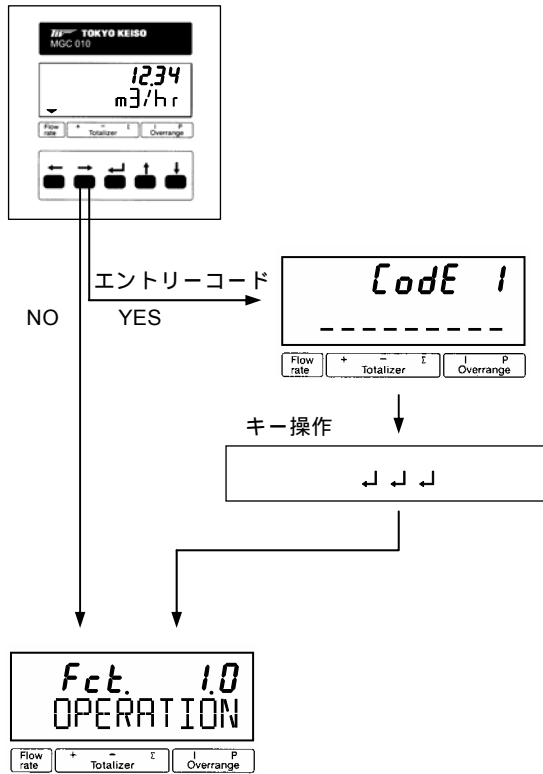 TOKYO KEISO
MGC 010
12.34
m3/hr
Flow rate + − Σ Totalizer I P Overrange
← → ↵ ↑ ↓
エントリーコード
NO YES
CodE 1
_ _ _ _ _ _ _ _ _
Flow rate + − Σ Totalizer I P Overrange
キー操作
↵ ↵ ↵
Fct. 1.0
OPERATION
Flow rate + − Σ Totalizer I P Overrange